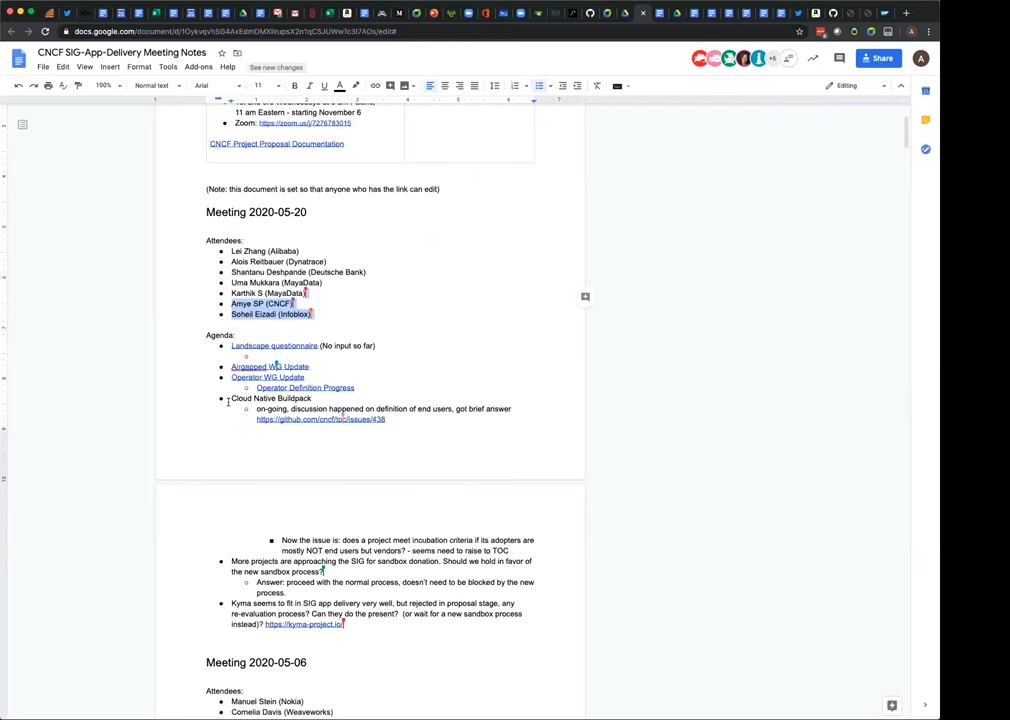 docs.google.com/document/d/1OykvqvhSG4AxEdmDMXilrupsX2n1qCSJUWwTc3I7AOs/edit#
CNCF SIG-App-Delivery Meeting Notes
File Edit View Insert Format Tools Add-ons Help See new changes
+6
Share
A
100% Normal text Arial 11 Editing
11 am Eastern - starting November 6
Zoom: https://zoom.us/j/7276783015
CNCF Project Proposal Documentation
(Note: this document is set so that anyone who has the link can edit)
Meeting 2020-05-20
Attendees:
Lei Zhang (Alibaba)
Alois Reitbauer (Dynatrace)
Shantanu Deshpande (Deutsche Bank)
Uma Mukkara (MayaData)
Karthik S (MayaData)
Amye SP (CNCF)
Soheil Eizadi (Infoblox)
Agenda:
Landscape questionnaire (No input so far)
Airgapped WG Update
Operator WG Update
Operator Definition Progress
Cloud Native Buildpack
on-going, discussion happened on definition of end users, got brief answer
https://github.com/cncf/toc/issues/438
Now the issue is: does a project meet incubation criteria if its adopters are
mostly NOT end users but vendors? - seems need to raise to TOC
More projects are approaching the SIG for sandbox donation. Should we hold in favor of
the new sandbox process?
Answer: proceed with the normal process, doesn't need to be blocked by the new
process.
Kyma seems to fit in SIG app delivery very well, but rejected in proposal stage, any
re-evaluation process? Can they do the present? (or wait for a new sandbox process
instead)? https://kyma-project.io/
Meeting 2020-05-06
Attendees:
Manuel Stein (Nokia)
Cornelia Davis (Weaveworks)